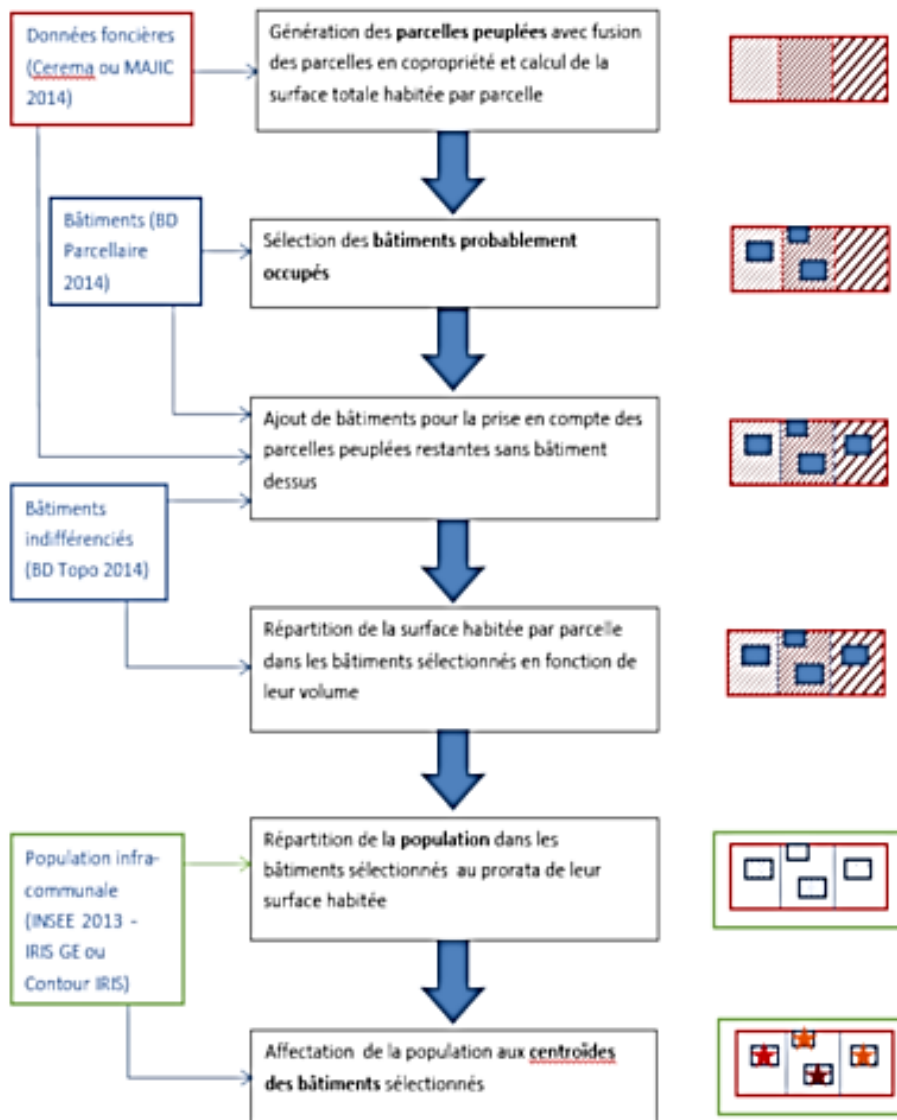 Données foncières
(Cerema ou MAJIC
2014)
Génération des parcelles peuplées avec fusion
des parcelles en copropriété et calcul de la
surface totale habitée par parcelle
Bâtiments (BD
Parcellaire
2014)
Sélection des bâtiments probablement
occupés
Ajout de bâtiments pour la prise en compte des
parcelles peuplées restantes sans bâtiment
dessus
Bâtiments
indifférenciés
(BD Topo 2014)
Répartition de la surface habitée par parcelle
dans les bâtiments sélectionnés en fonction de
leur volume
Population infra-
communale
(INSEE 2013 -
IRIS GE ou
Contour IRIS)
Répartition de la population dans les
bâtiments sélectionnés au prorata de leur
surface habitée
Affectation de la population aux centroïdes
des bâtiments sélectionnés